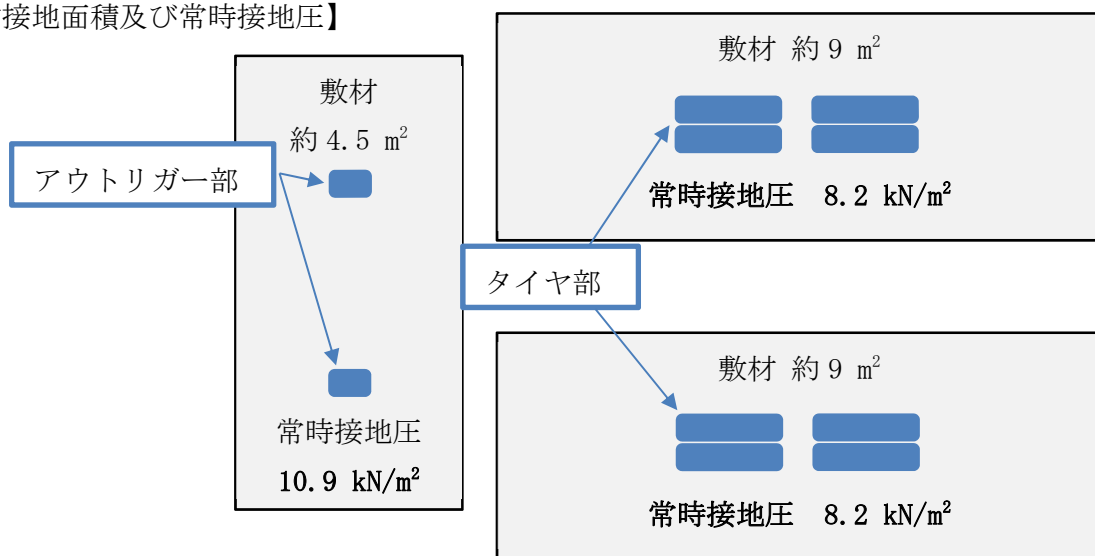 接地面積及び常時接地圧】
敷材
約 4.5 m²
アウトリガー部
常時接地圧
10.9 kN/m²
敷材 約 9 m²
常時接地圧 8.2 kN/m²
タイヤ部
敷材 約 9 m²
常時接地圧 8.2 kN/m²